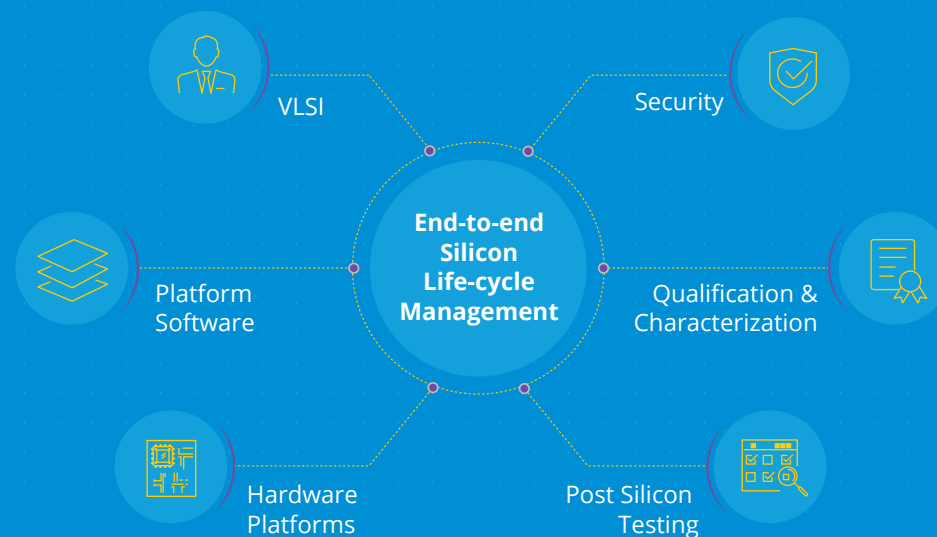 VLSI
Security
End-to-end
Silicon
Life-cycle
Management
Platform
Software
Qualification &
Characterization
Hardware
Platforms
Post Silicon
Testing